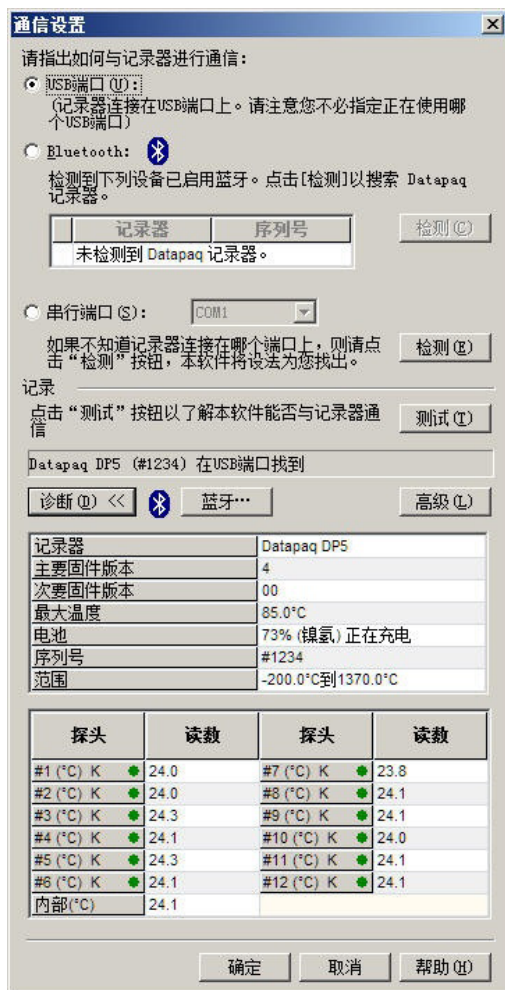 通信设置
请指出如何与记录器进行通信:
USB端口(U):
(记录器连接在USB端口上。请注意您不必指定正在使用哪
个USB端口)
Bluetooth:
检测到下列设备已启用蓝牙。点击[检测]以搜索 Datapaq
记录器。
记录器 序列号
检测(C)
未检测到 Datapaq 记录器。
串行端口(S): COM1
如果不知道记录器连接在哪个端口上，则请点
击“检测”按钮，本软件将设法为您找出。
检测(E)
记录
点击“测试”按钮以了解本软件能否与记录器通
信
测试(T)
Datapaq DP5 (#1234) 在USB端口找到
诊断(D) << 蓝牙… 高级(L)
记录器 Datapaq DP5
主要固件版本 4
次要固件版本 00
最大温度 85.0°C
电池 73% (镍氢) 正在充电
序列号 #1234
范围 -200.0°C到1370.0°C
探头 读数 探头 读数
#1 (°C) K 24.0 #7 (°C) K 23.8
#2 (°C) K 24.0 #8 (°C) K 24.1
#3 (°C) K 24.3 #9 (°C) K 24.1
#4 (°C) K 24.1 #10 (°C) K 24.0
#5 (°C) K 24.3 #11 (°C) K 24.1
#6 (°C) K 24.1 #12 (°C) K 24.1
内部(°C) 24.1
确定 取消 帮助(H)